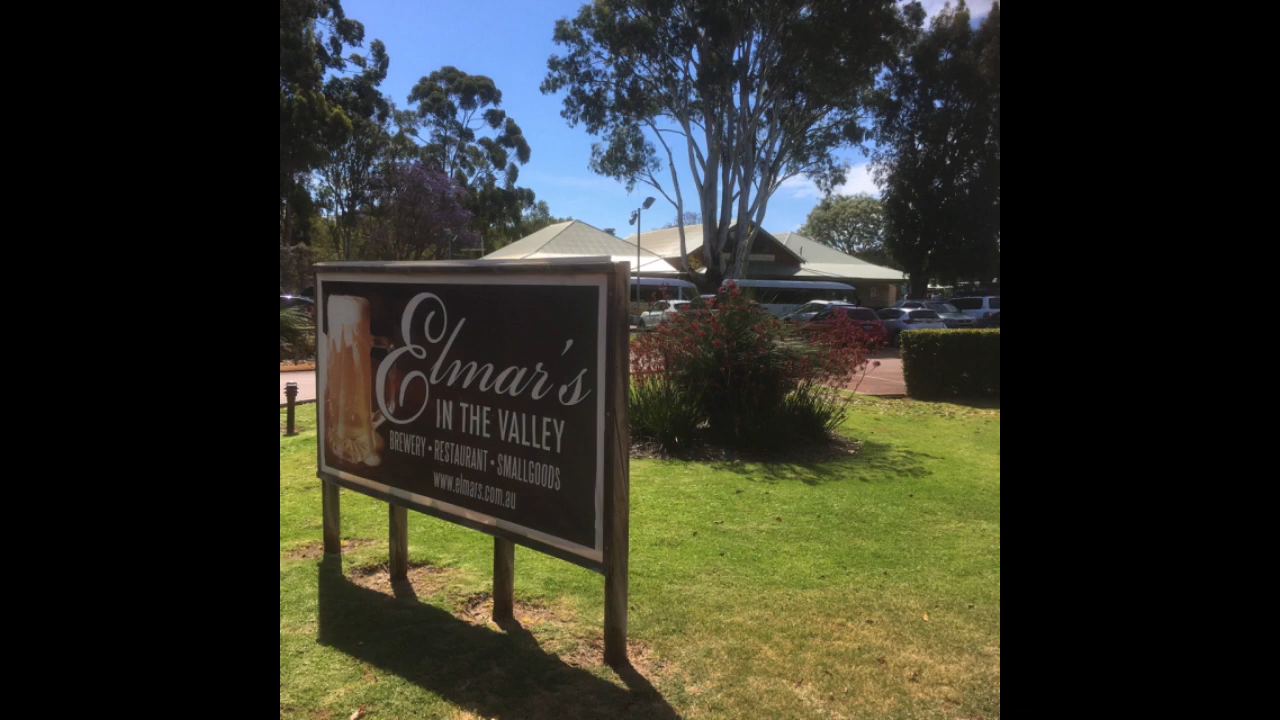 Elmar's
IN THE VALLEY
BREWERY • RESTAURANT • SMALLGOODS
www.elmars.com.au